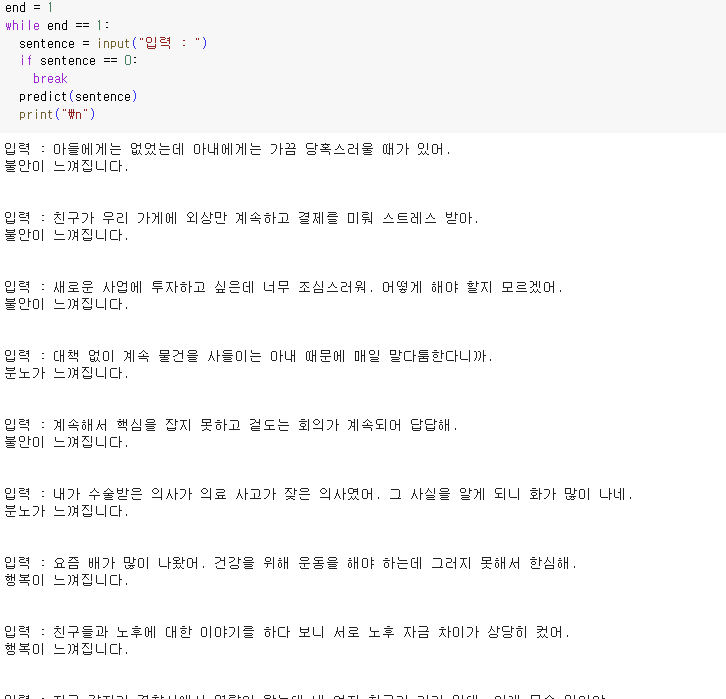 end = 1
while end == 1:
sentence = input("입력 : ")
if sentence == 0:
break
predict(sentence)
print("₩n")
입력 : 아들에게는 없었는데 아내에게는 가끔 당혹스러울 때가 있어.
불안이 느껴집니다.
입력 : 친구가 우리 가게에 외상만 계속하고 결제를 미뤄 스트레스 받아.
불안이 느껴집니다.
입력 : 새로운 사업에 투자하고 싶은데 너무 조심스러워. 어떻게 해야 할지 모르겠어.
불안이 느껴집니다.
입력 : 대책 없이 계속 물건을 사들이는 아내 때문에 매일 말다툼한다니까.
분노가 느껴집니다.
입력 : 계속해서 핵심을 잡지 못하고 겉도는 회의가 계속되어 답답해.
불안이 느껴집니다.
입력 : 내가 수술받은 의사가 의료 사고가 잦은 의사였어. 그 사실을 알게 되니 화가 많이 나네.
분노가 느껴집니다.
입력 : 요즘 배가 많이 나왔어. 건강을 위해 운동을 해야 하는데 그러지 못해서 한심해.
행복이 느껴집니다.
입력 : 친구들과 노후에 대한 이야기를 하다 보니 서로 노후 자금 차이가 상당히 컸어.
행복이 느껴집니다.